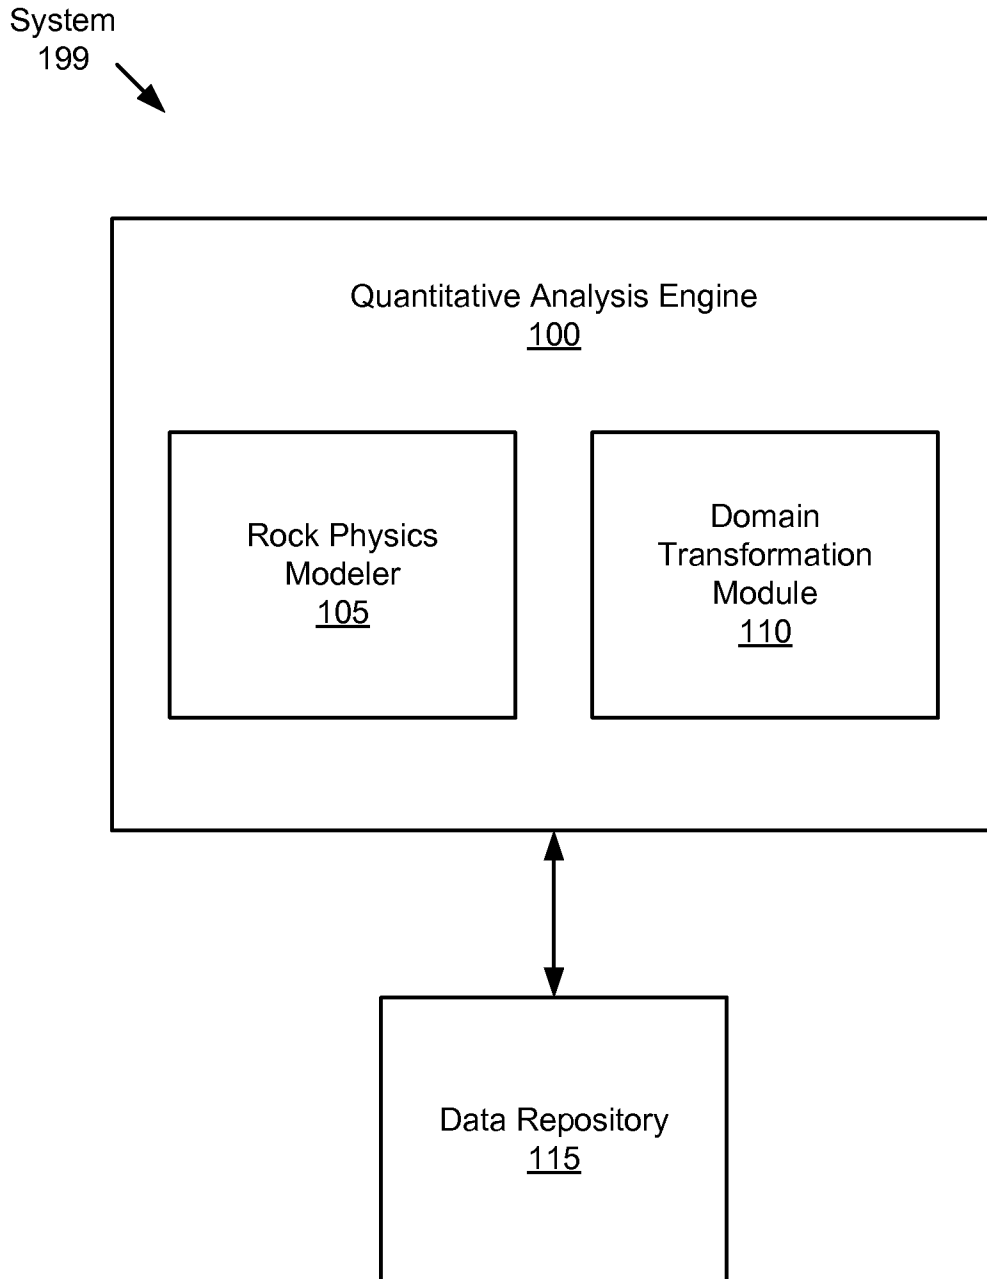 System
199
Quantitative Analysis Engine
100
Rock Physics
Modeler
105
Domain
Transformation
Module
110
Data Repository
115